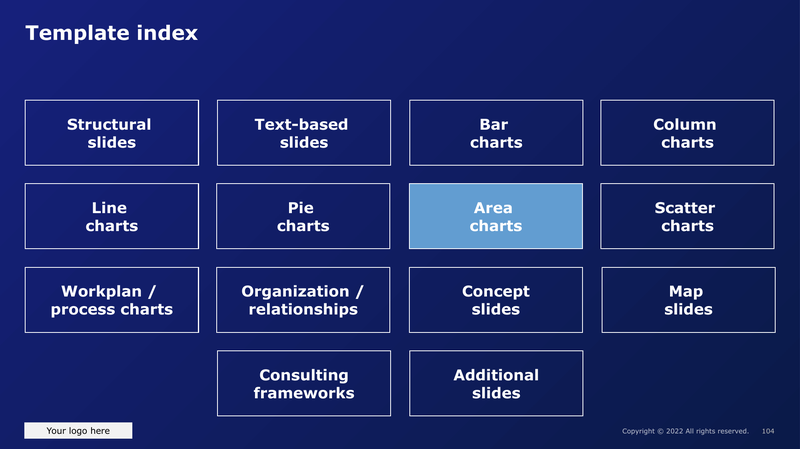 Template index
Structural
slides
Text-based
slides
Bar
charts
Column
charts
Line
charts
Pie
charts
Area
charts
Scatter
charts
Workplan /
process charts
Organization /
relationships
Concept
slides
Map
slides
Consulting
frameworks
Additional
slides
Your logo here
Copyright © 2022 All rights reserved. 104